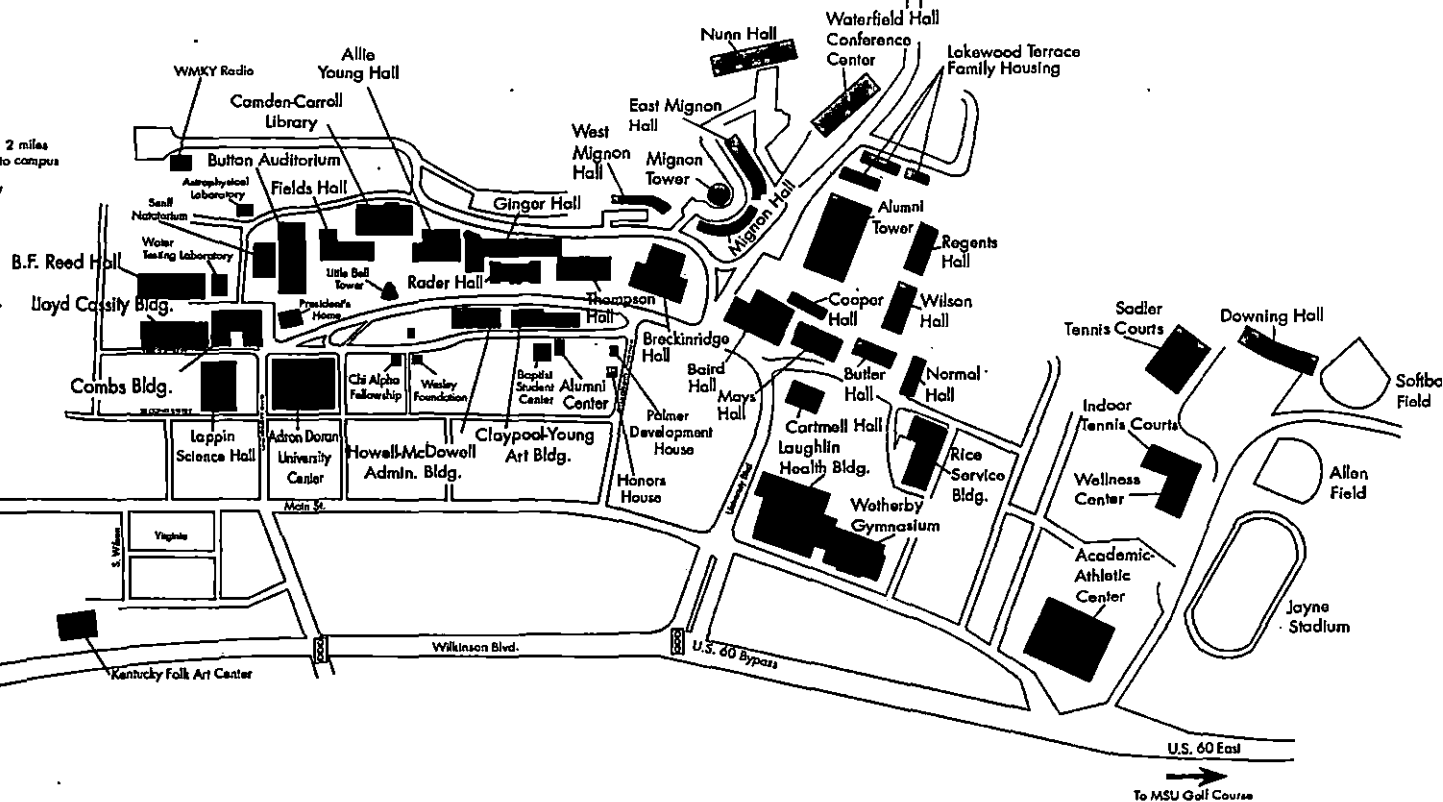 Nunn Hall
Waterfield Hall
Conference
Center
Lakewood Terrace
Family Housing
Allie
Young Hall
WMKY Radio
Camden-Carroll
Library
East Mignon
Hall
West
Mignon
Hall
Mignon
Tower
2 miles
to campus
Button Auditorium
Astrophysical
Laboratory
Fields Hall
Ginger Hall
Mignon Hall
Senff
Natatorium
Water
Testing Laboratory
Alumni
Tower
Regents
Hall
B.F. Reed Hall
Little Bell
Tower
Rader Hall
Lloyd Cassity Bldg.
President's
Home
Thompson
Hall
Cooper
Hall
Wilson
Hall
Sadler
Tennis Courts
Downing Hall
Breckinridge
Hall
Baird
Hall
Mays
Hall
Butler
Hall
Normal
Hall
Combs Bldg.
Chi Alpha
Fellowship
Wesley
Foundation
Baptist
Student
Center
Alumni
Center
Palmer
Development
House
Softba
Field
Indoor
Tennis Courts
Lappin
Science Hall
Adron Doran
University
Center
Howell-McDowell
Admin. Bldg.
Claypool-Young
Art Bldg.
Honors
House
Cartmell Hall
Laughlin
Health Bldg.
Rice
Service
Bldg.
Wellness
Center
Allen
Field
University Blvd
Wetherby
Gymnasium
Main St.
S. Wilson
Virginia
Academic-
Athletic
Center
Jayne
Stadium
Wilkinson Blvd.
U.S. 60 Bypass
Kentucky Folk Art Center
U.S. 60 East
To MSU Golf Course